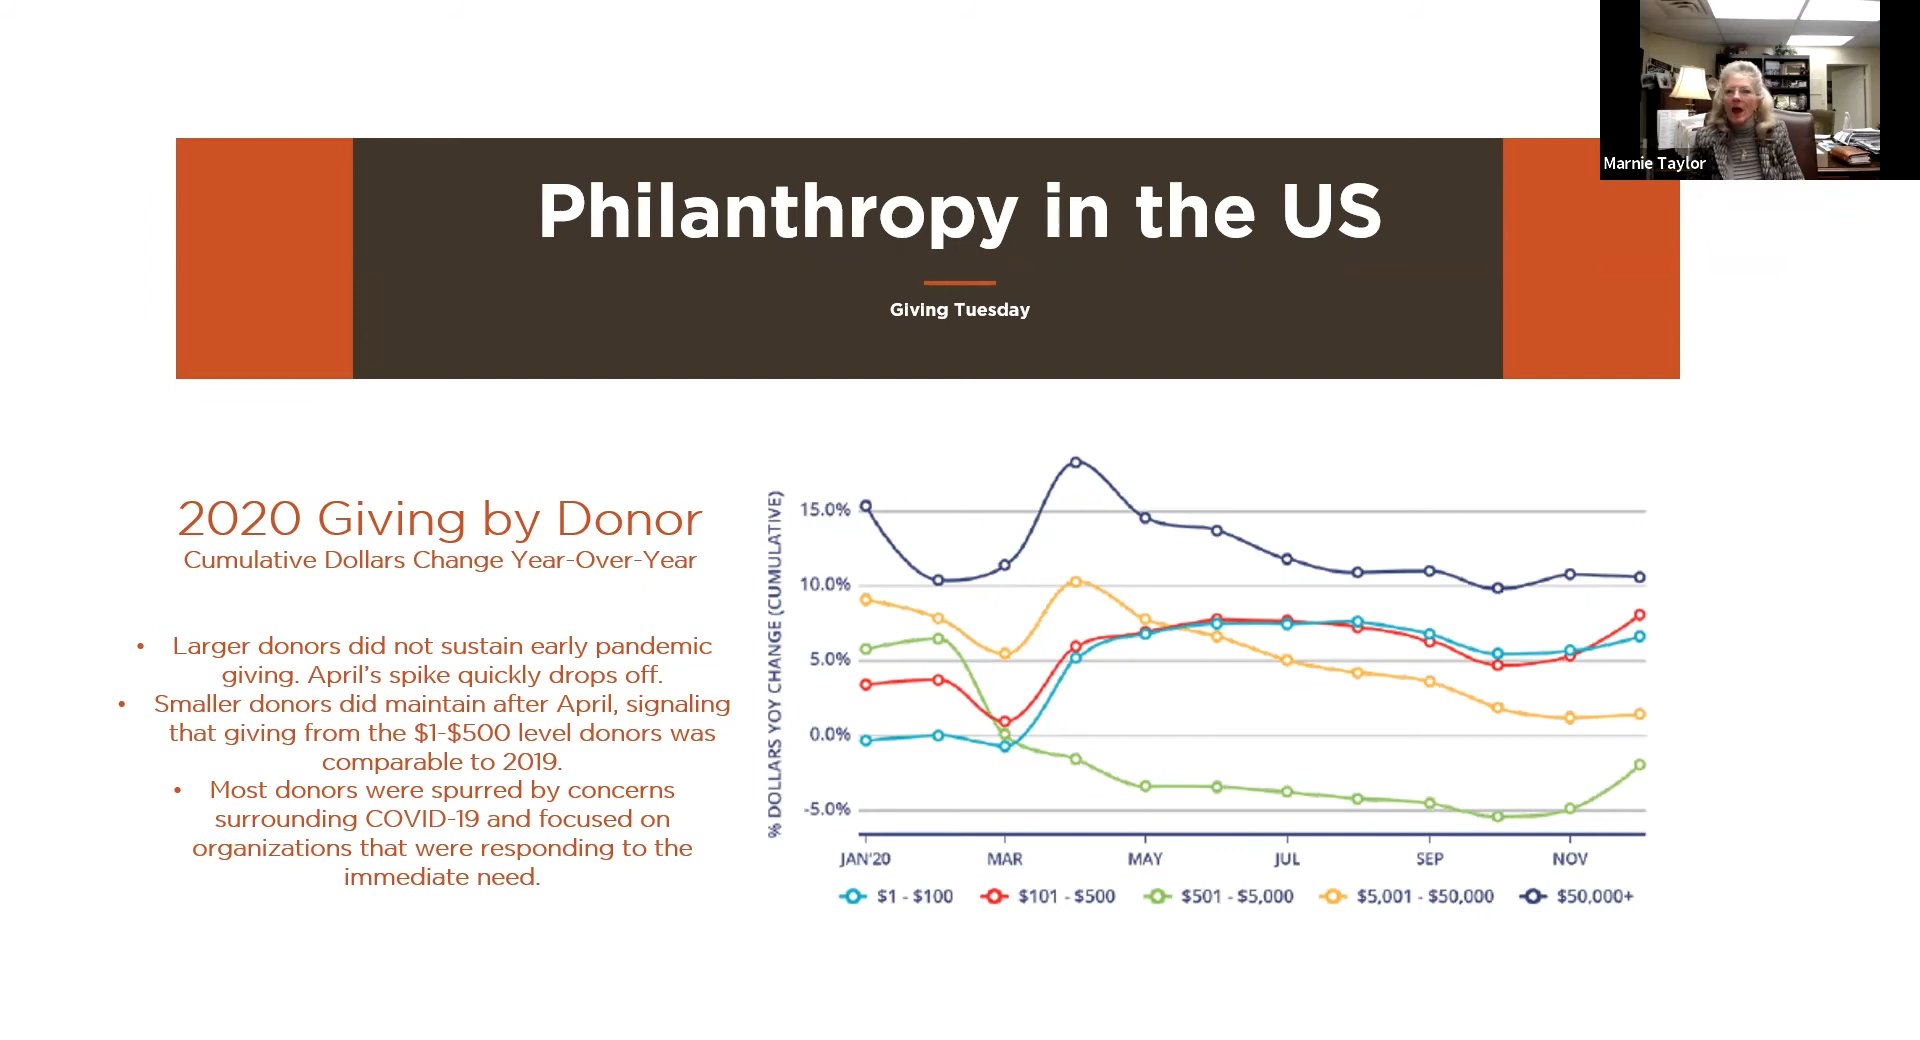 Marnie Taylor
Philanthropy in the US
Giving Tuesday
2020 Giving by Donor
Cumulative Dollars Change Year-Over-Year
• Larger donors did not sustain early pandemic
giving. April’s spike quickly drops off.
• Smaller donors did maintain after April, signaling
that giving from the $1-$500 level donors was
comparable to 2019.
• Most donors were spurred by concerns
surrounding COVID-19 and focused on
organizations that were responding to the
immediate need.
% DOLLARS YOY CHANGE (CUMULATIVE)
15.0%
10.0%
5.0%
0.0%
-5.0%
JAN'20 MAR MAY JUL SEP NOV
$1 - $100 $101 - $500 $501 - $5,000 $5,001 - $50,000 $50,000+